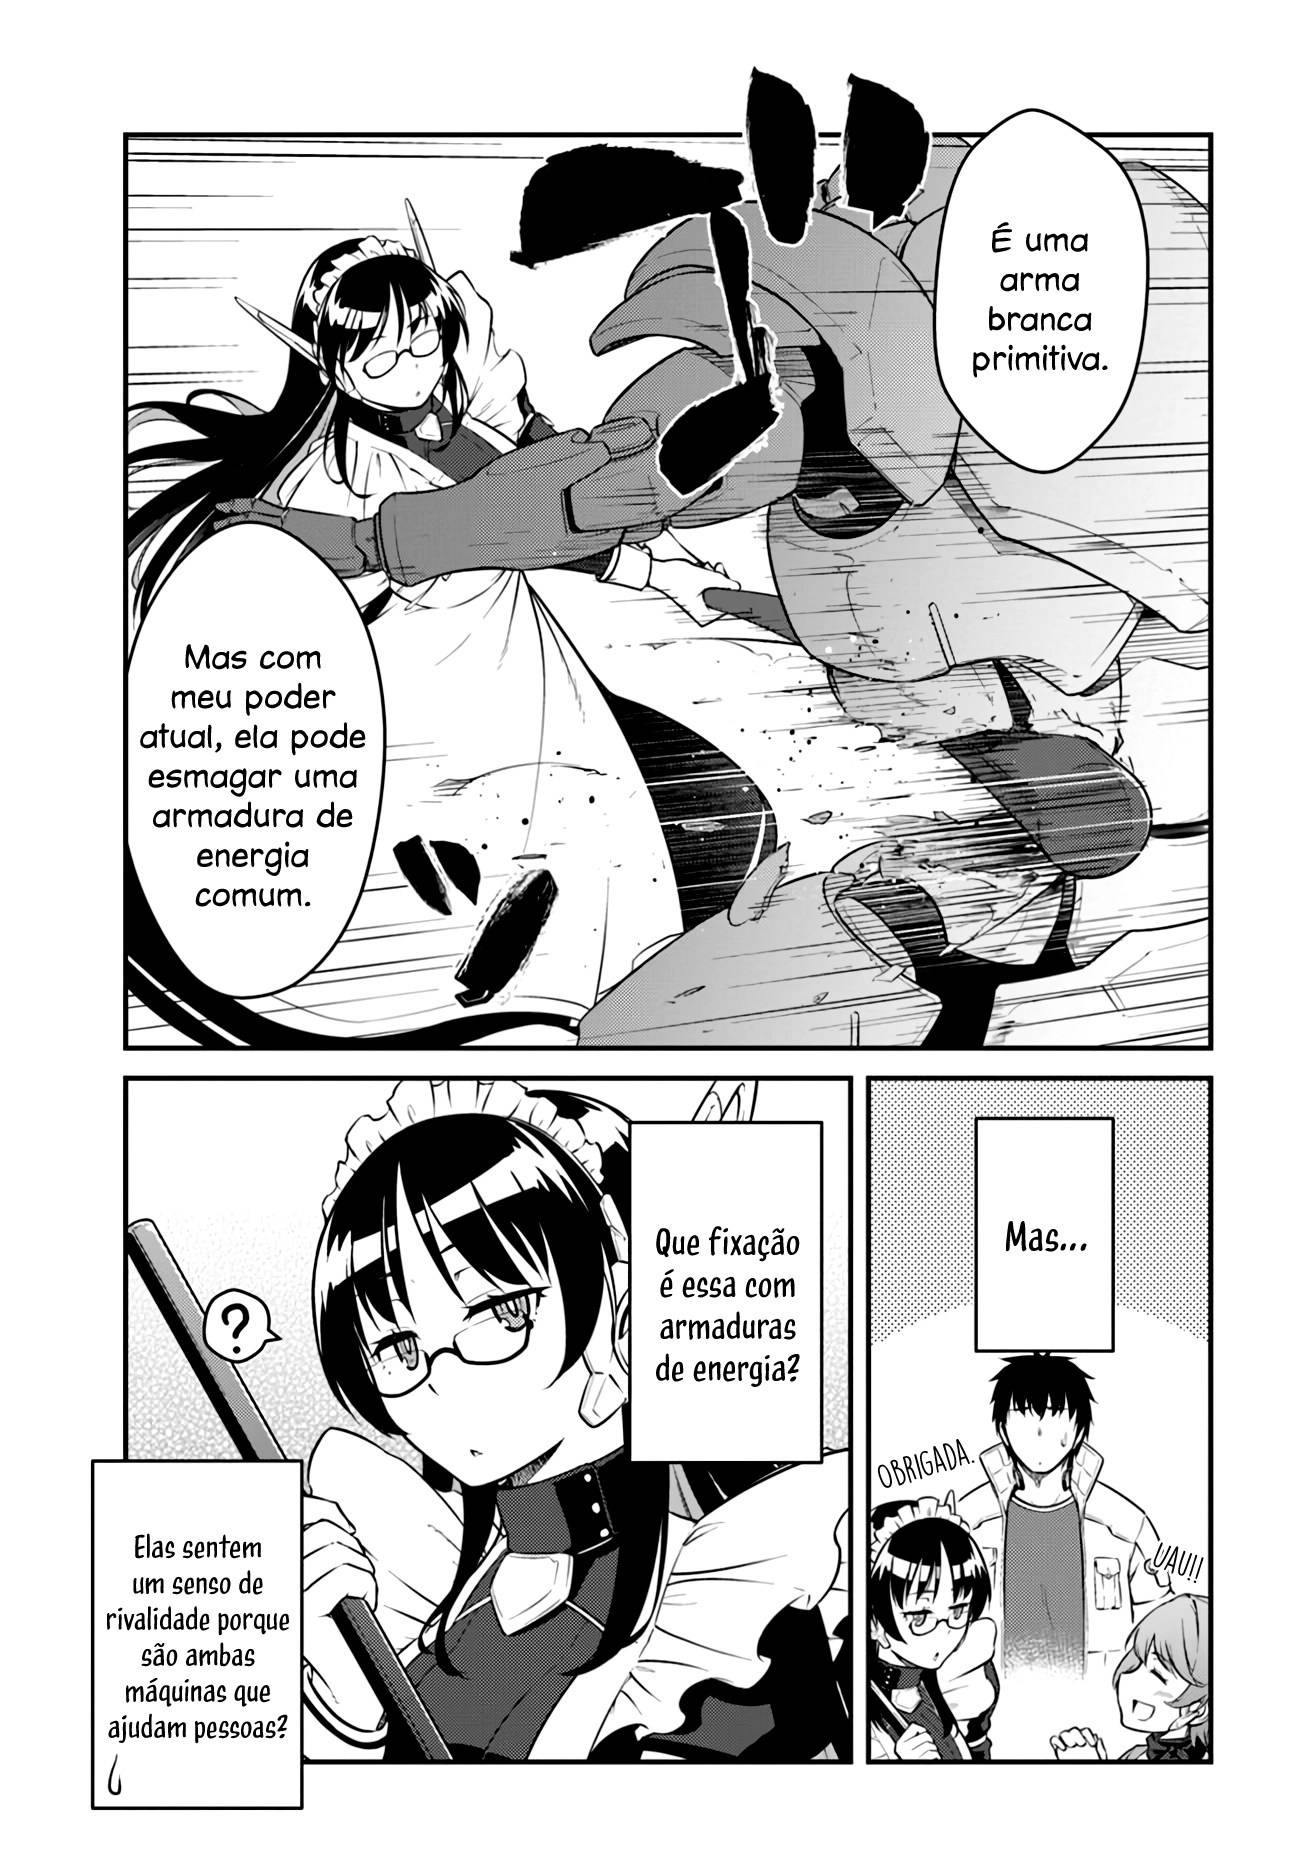 É uma
arma
branca
primitiva.
Mas com
meu poder
atual, ela pode
esmagar uma
armadura de
energia
comum.
Mas...
OBRIGADA.
UAU!!
Que fixação
é essa com
armaduras
de energia?
?
Elas sentem
um senso de
rivalidade porque
são ambas
máquinas que
ajudam pessoas?